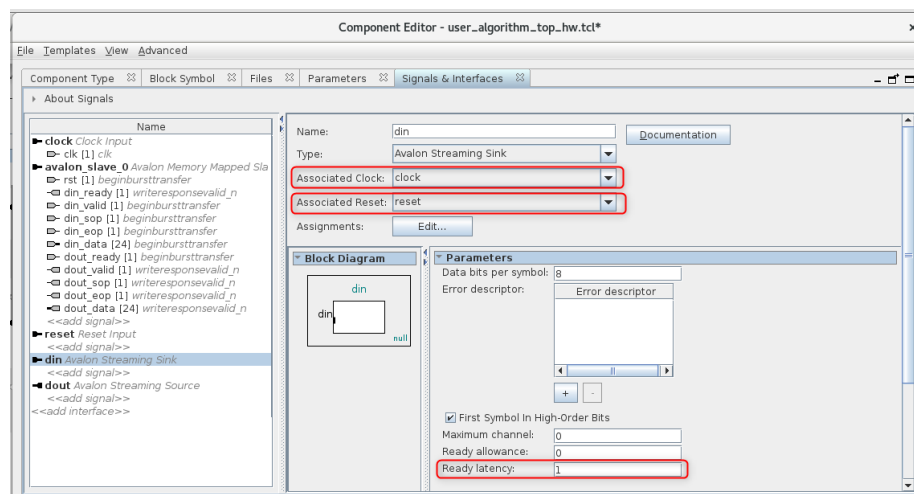 Component Editor - user_algorithm_top_hw.tcl*
File Templates View Advanced
Component Type Block Symbol Files Parameters Signals & Interfaces
About Signals
Name
clock Clock Input
clk [1] clk
avalon_slave_0 Avalon Memory Mapped Sla
rst [1] beginbursttransfer
din_ready [1] writeresponsevalid_n
din_valid [1] beginbursttransfer
din_sop [1] beginbursttransfer
din_eop [1] beginbursttransfer
din_data [24] beginbursttransfer
dout_ready [1] beginbursttransfer
dout_valid [1] writeresponsevalid_n
dout_sop [1] writeresponsevalid_n
dout_eop [1] writeresponsevalid_n
dout_data [24] writeresponsevalid_n
<<add signal>>
reset Reset Input
<<add signal>>
din Avalon Streaming Sink
<<add signal>>
dout Avalon Streaming Source
<<add signal>>
<<add interface>>
Name: din Documentation
Type: Avalon Streaming Sink
Associated Clock: clock
Associated Reset: reset
Assignments: Edit...
Block Diagram
din
din
null
Parameters
Data bits per symbol: 8
Error descriptor: Error descriptor
+ -
First Symbol In High-Order Bits
Maximum channel: 0
Ready allowance: 0
Ready latency: 1